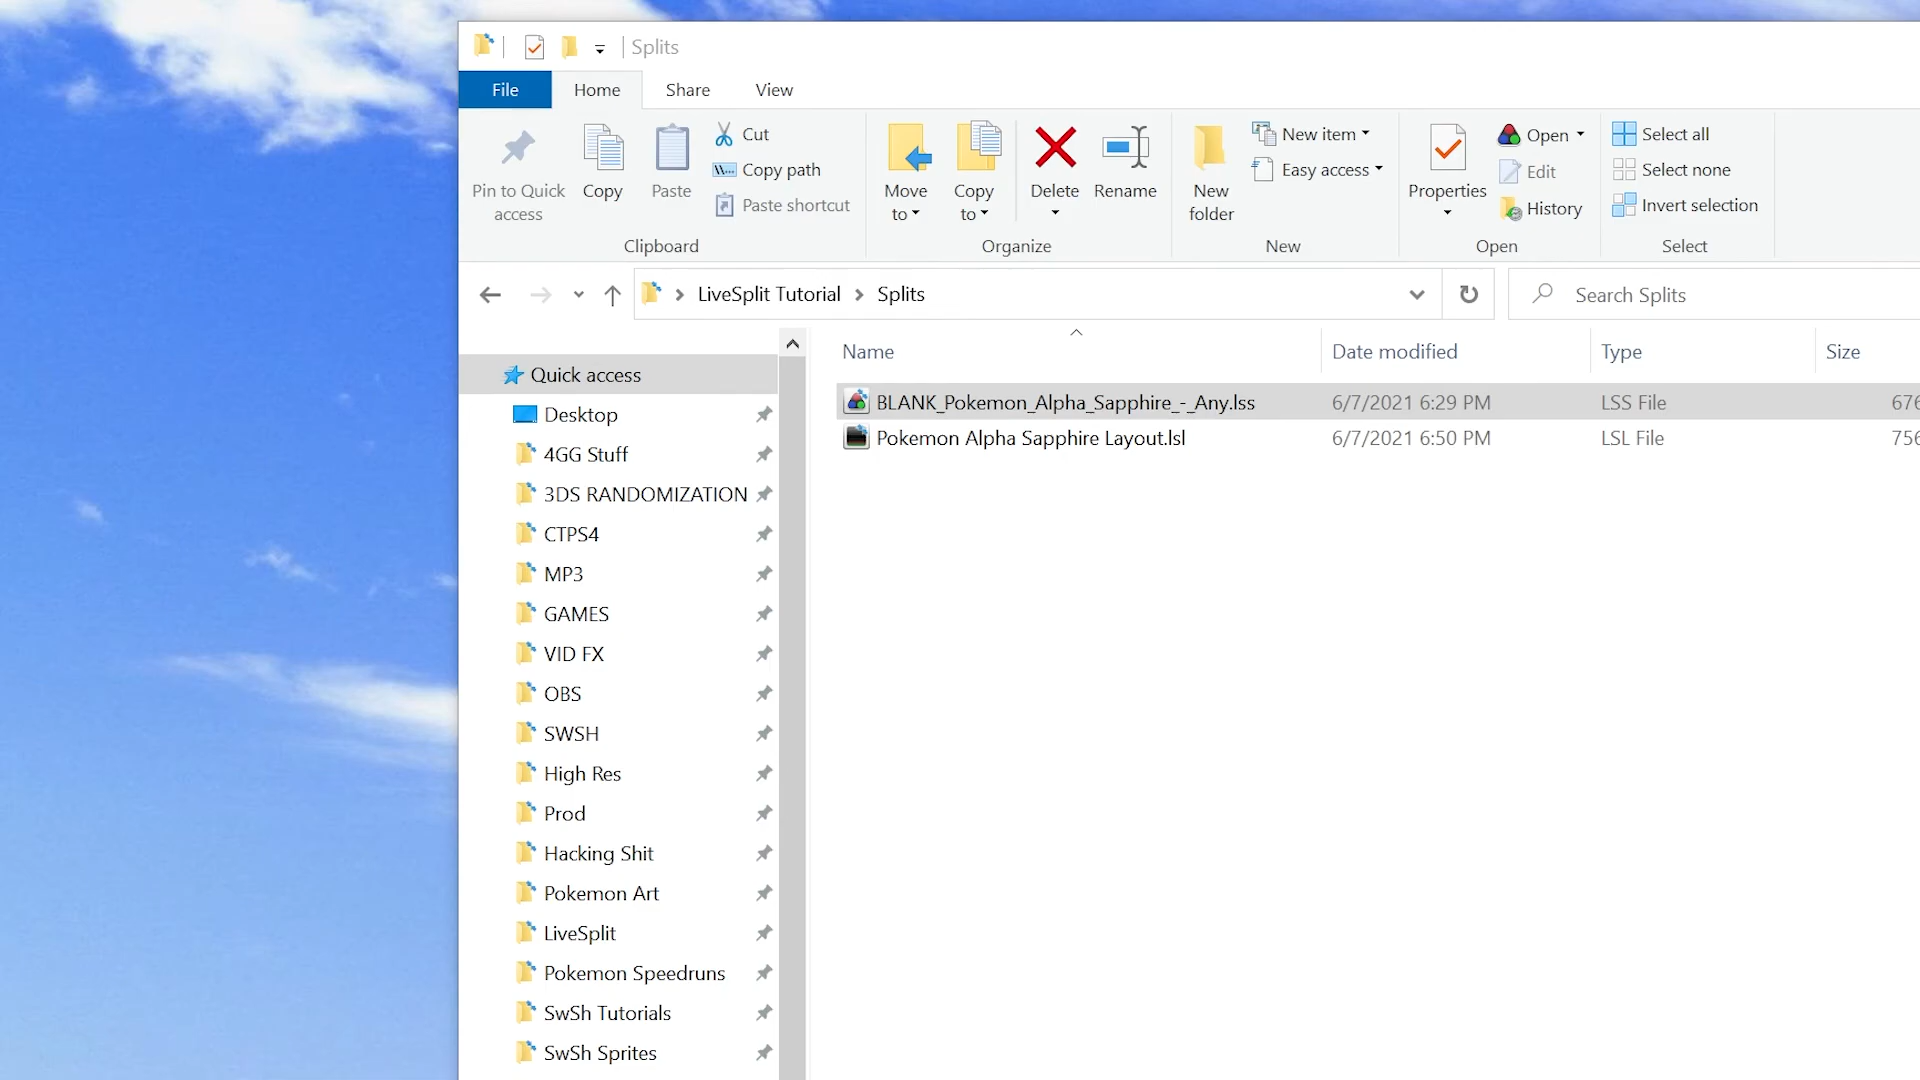 Splits
File Home Share View
Pin to Quick access
Copy
Paste
Cut
Copy path
Paste shortcut
Clipboard
Move to
Copy to
Delete
Rename
Organize
New folder
New item
Easy access
New
Properties
Open
Edit
History
Open
Select all
Select none
Invert selection
Select
LiveSplit Tutorial Splits
Search Splits
Name Date modified Type Size
BLANK_Pokemon_Alpha_Sapphire_-_Any.lss 6/7/2021 6:29 PM LSS File 676
Pokemon Alpha Sapphire Layout.lsl 6/7/2021 6:50 PM LSL File 756
Quick access
Desktop
4GG Stuff
3DS RANDOMIZATION
CTPS4
MP3
GAMES
VID FX
OBS
SWSH
High Res
Prod
Hacking Shit
Pokemon Art
LiveSplit
Pokemon Speedruns
SwSh Tutorials
SwSh Sprites